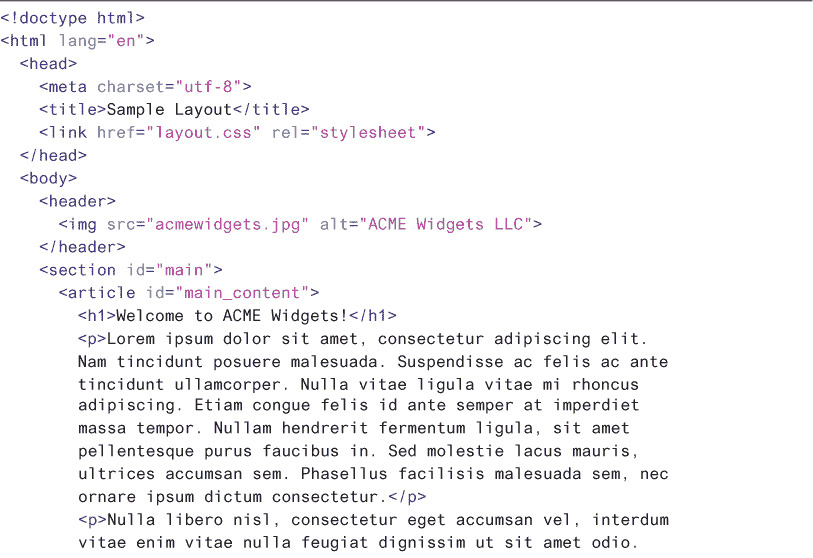 <!doctype html>
<html lang="en">
<head>
<meta charset="utf-8">
<title>Sample Layout</title>
<link href="layout.css" rel="stylesheet">
</head>
<body>
<header>
<img src="acmewidgets.jpg" alt="ACME Widgets LLC">
</header>
<section id="main">
<article id="main_content">
<h1>Welcome to ACME Widgets!</h1>
<p>Lorem ipsum dolor sit amet, consectetur adipiscing elit.
Nam tincidunt posuere malesuada. Suspendisse ac felis ac ante
tincidunt ullamcorper. Nulla vitae ligula vitae mi rhoncus
adipiscing. Etiam congue felis id ante semper at imperdiet
massa tempor. Nullam hendrerit fermentum ligula, sit amet
pellentesque purus faucibus in. Sed molestie lacus mauris,
ultrices accumsan sem. Phasellus facilisis malesuada sem, nec
ornare ipsum dictum consectetur.</p>
<p>Nulla libero nisl, consectetur eget accumsan vel, interdum
vitae enim vitae nulla feugiat dignissim ut sit amet odio.